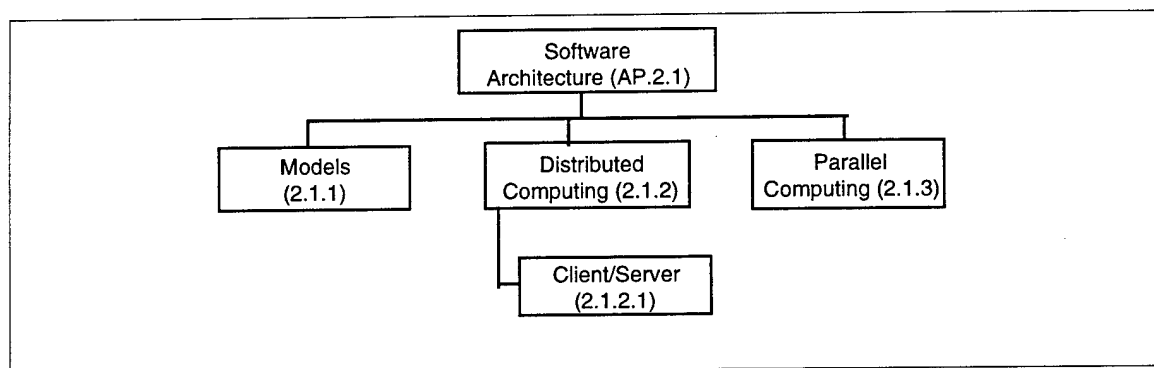 Software
Architecture (AP.2.1)
Models
(2.1.1)
Distributed
Computing (2.1.2)
Parallel
Computing (2.1.3)
Client/Server
(2.1.2.1)